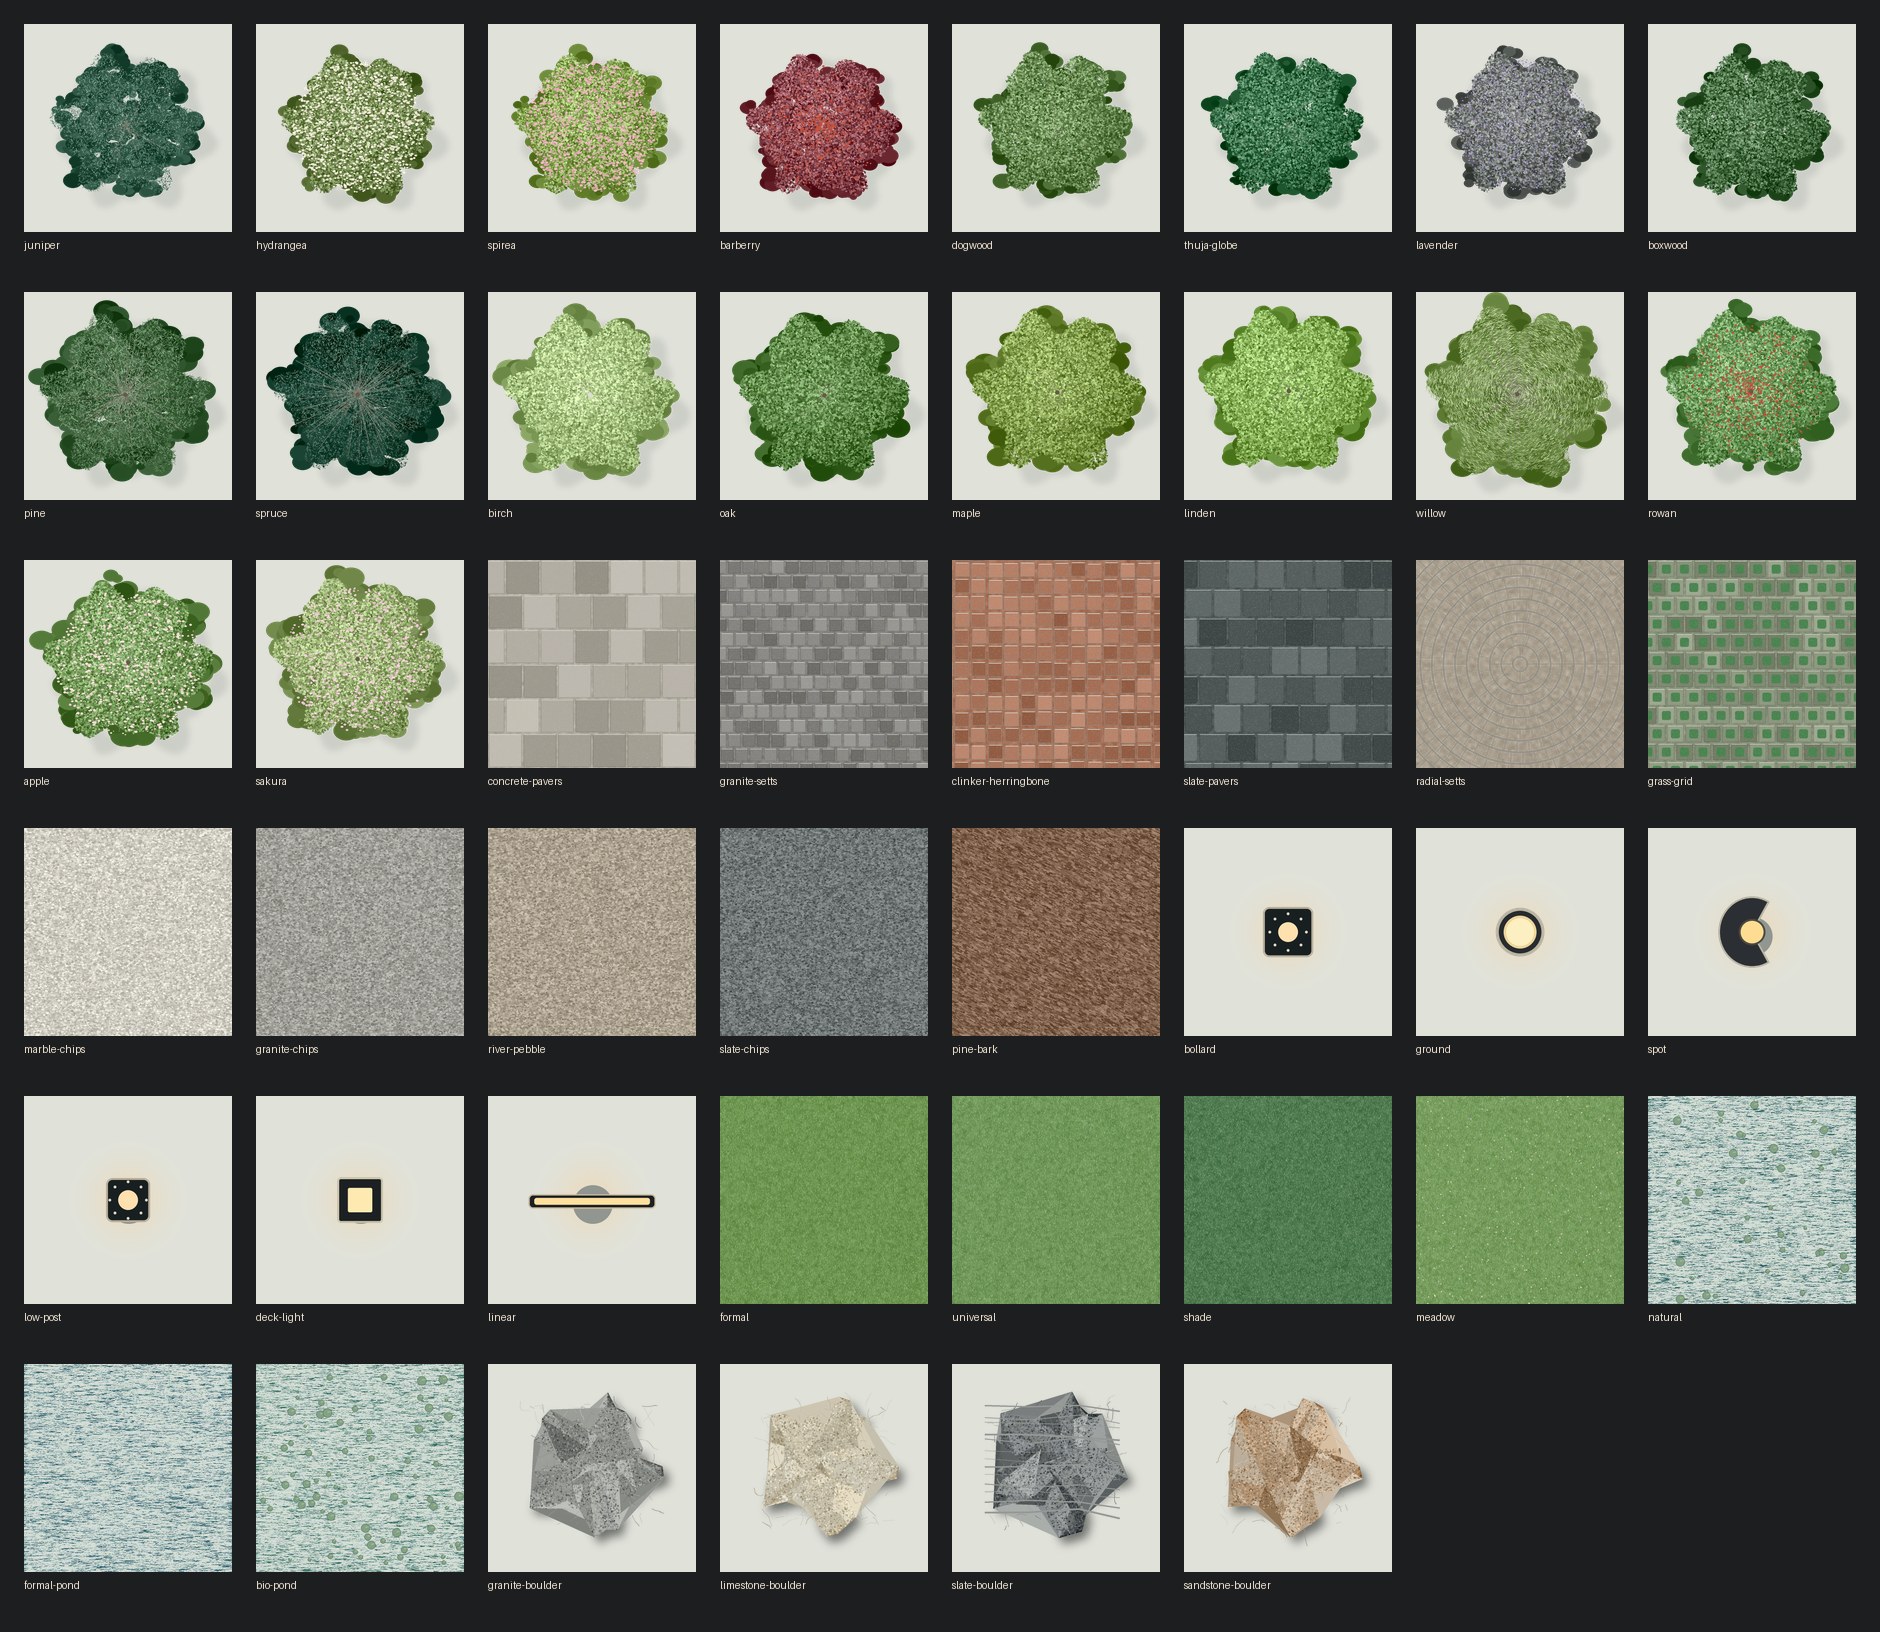 juniper
hydrangea
spirea
barberry
dogwood
thuja-globe
lavender
boxwood
pine
spruce
birch
oak
maple
linden
willow
rowan
apple
sakura
concrete-pavers
granite-setts
clinker-herringbone
slate-pavers
radial-setts
grass-grid
marble-chips
granite-chips
river-pebble
slate-chips
pine-bark
bollard
ground
spot
low-post
deck-light
linear
formal
universal
shade
meadow
natural
formal-pond
bio-pond
granite-boulder
limestone-boulder
slate-boulder
sandstone-boulder